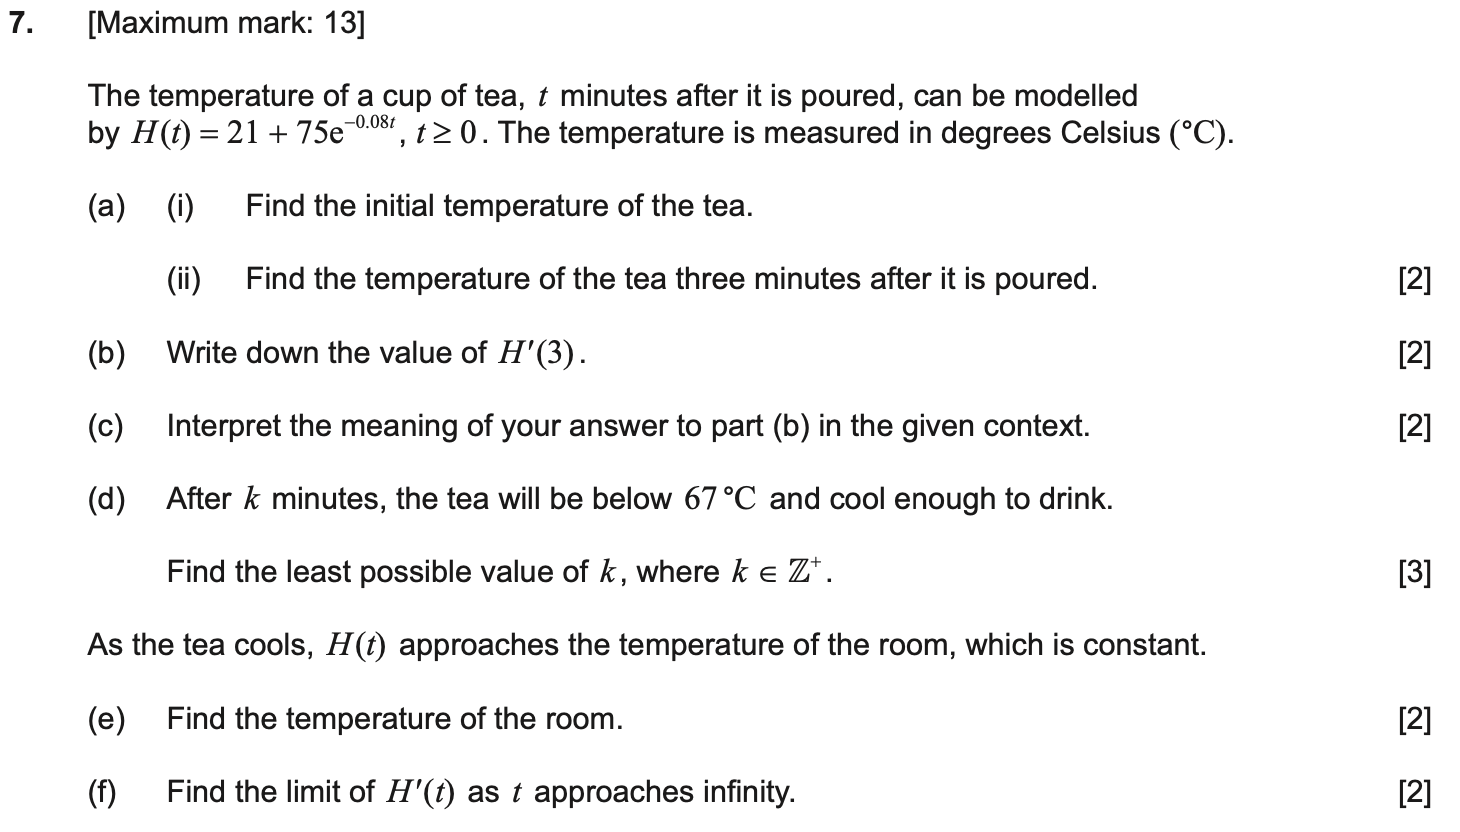 7. [Maximum mark: 13]
The temperature of a cup of tea, t minutes after it is poured, can be modelled
by H(t) = 21 + 75e^{−0.08t}, t ≥ 0. The temperature is measured in degrees Celsius (°C).
(a) (i) Find the initial temperature of the tea.
(ii) Find the temperature of the tea three minutes after it is poured. [2]
(b) Write down the value of H′(3). [2]
(c) Interpret the meaning of your answer to part (b) in the given context. [2]
(d) After k minutes, the tea will be below 67 °C and cool enough to drink.
Find the least possible value of k, where k ∈ ℤ⁺. [3]
As the tea cools, H(t) approaches the temperature of the room, which is constant.
(e) Find the temperature of the room. [2]
(f) Find the limit of H′(t) as t approaches infinity. [2]